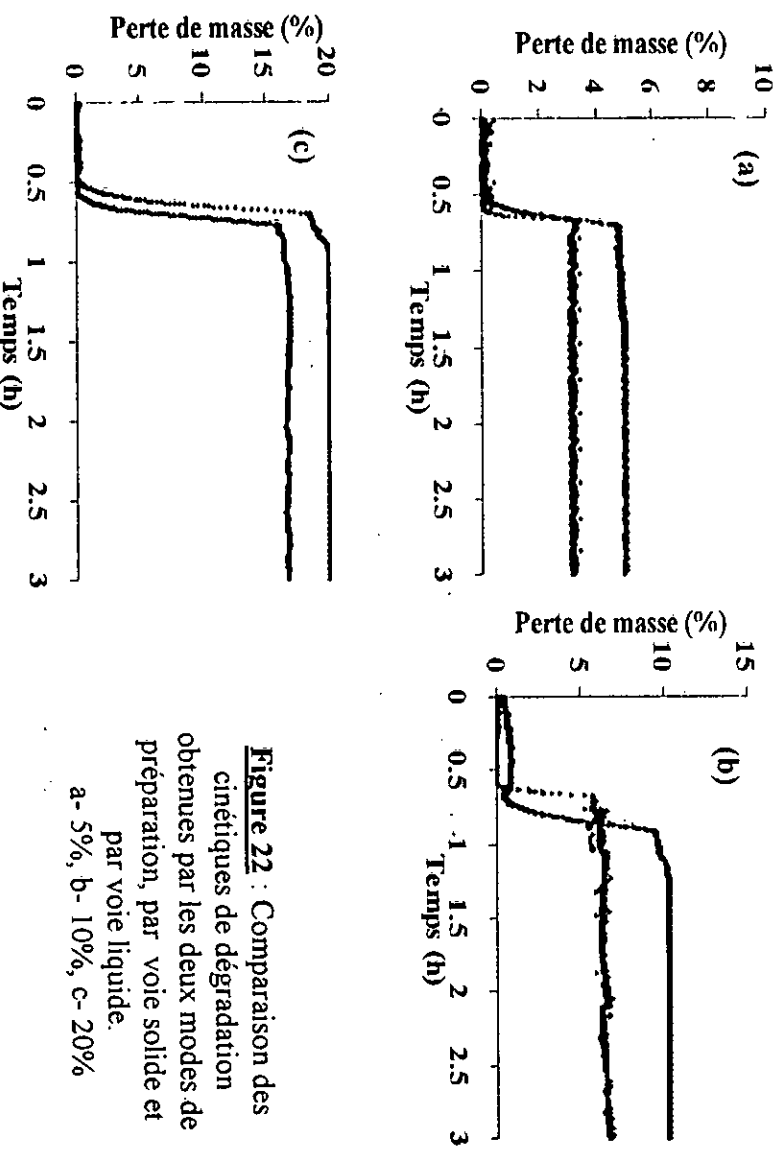 (a)
Perte de masse (%)
10
8
6
4
2
0
0
0.5
1
1.5
2
2.5
3
Temps (h)
(b)
Perte de masse (%)
15
10
5
0
0
0.5
1
1.5
2
2.5
3
Temps (h)
(c)
Perte de masse (%)
20
15
10
5
0
0
0.5
1
1.5
2
2.5
3
Temps (h)
Figure 22 : Comparaison des
cinétiques de dégradation
obtenues par les deux modes de
préparation, par voie solide et
par voie liquide.
a- 5%, b- 10%, c- 20%